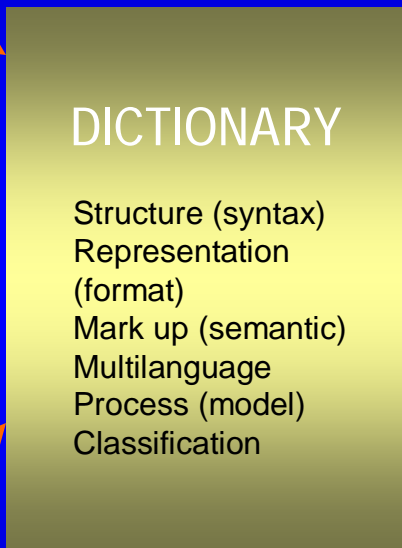 DICTIONARY
Structure (syntax)
Representation
(format)
Mark up (semantic)
Multilanguage
Process (model)
Classification